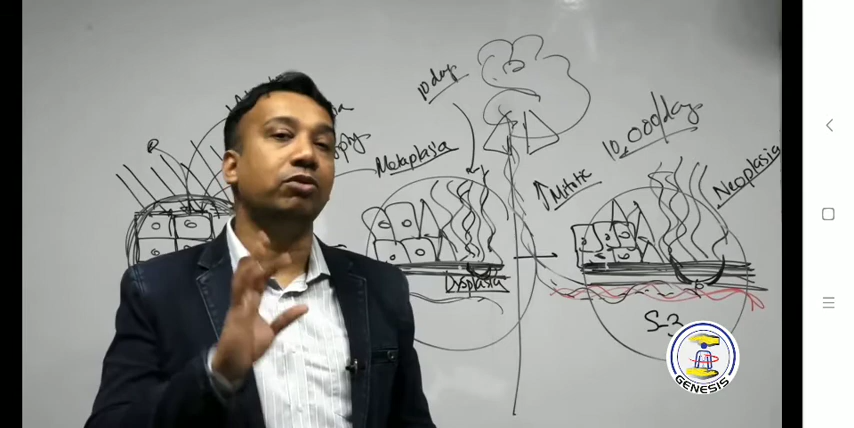 10 day
10,000/day
Metaplasia
↑ Mitotic
Neoplasia
Dysplasia
S-3
GENESIS